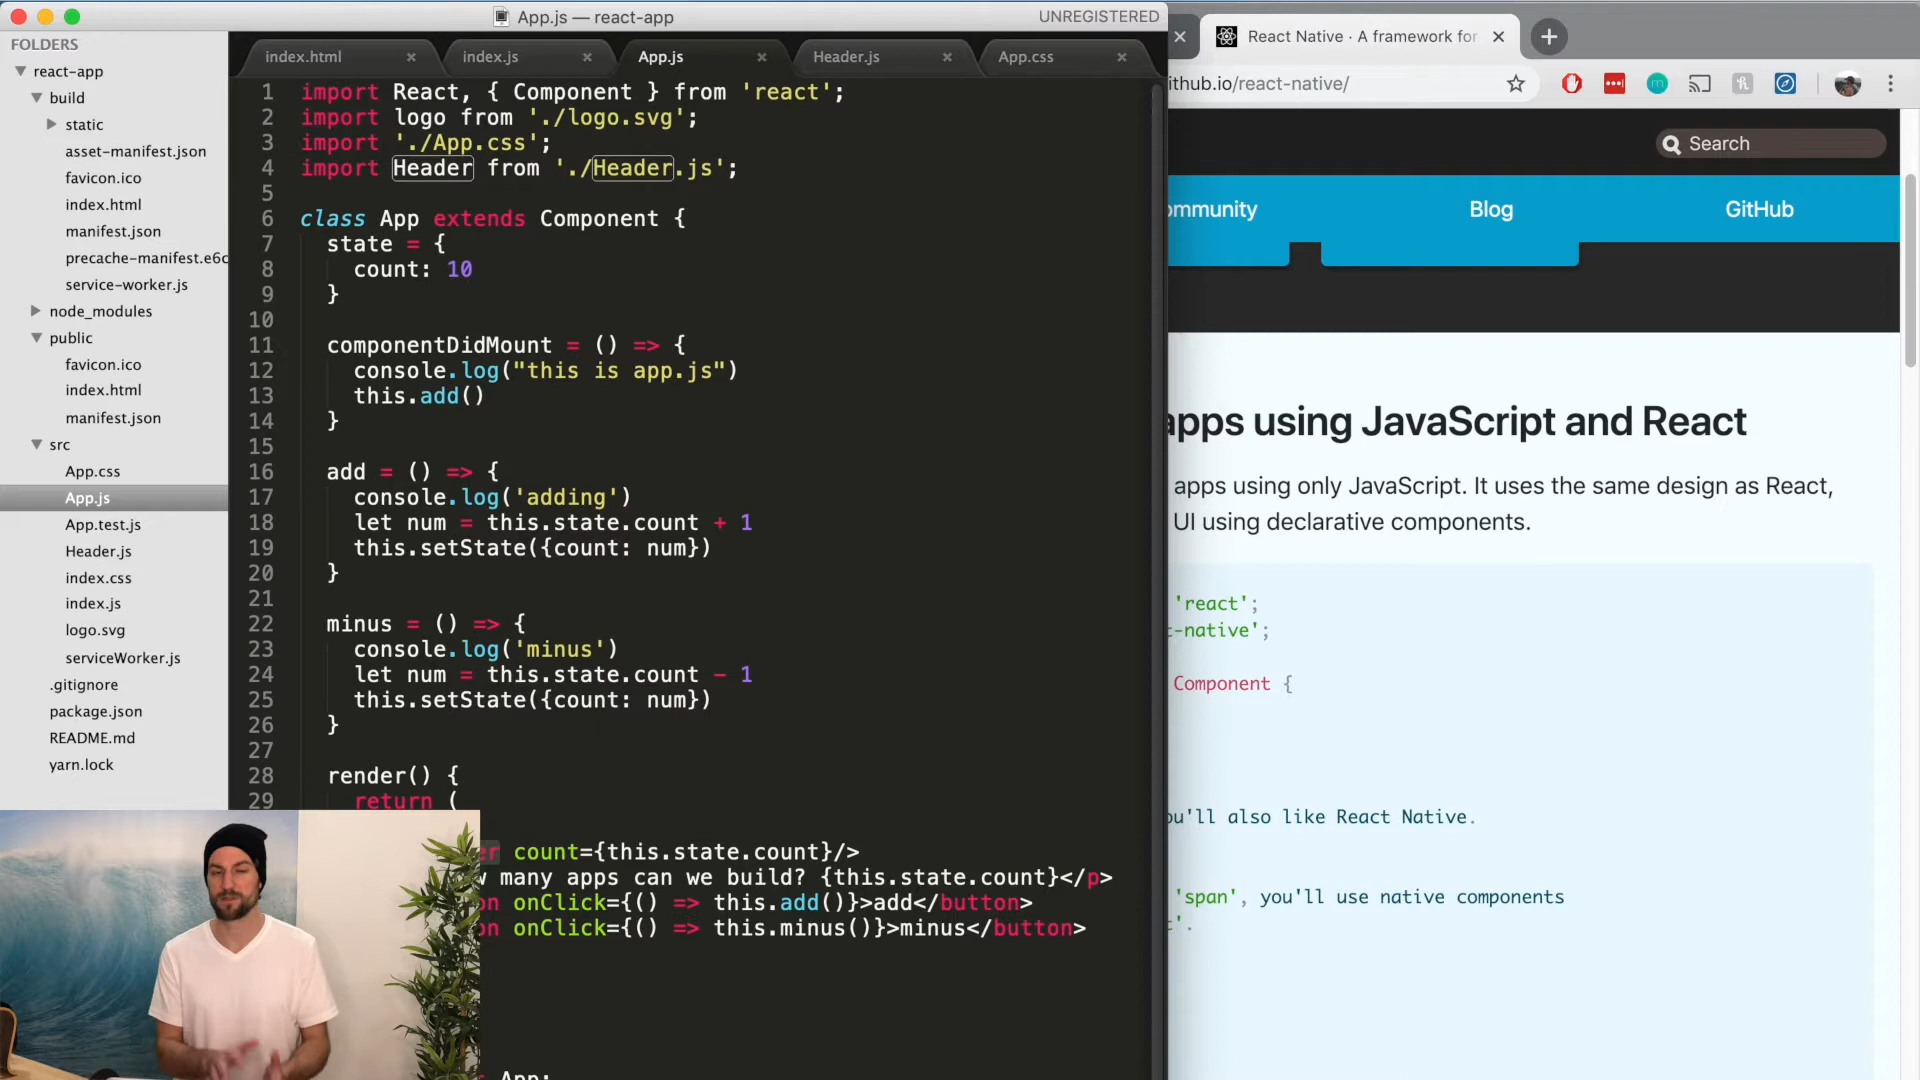 App.js — react-app
UNREGISTERED
FOLDERS
react-app
build
static
asset-manifest.json
favicon.ico
index.html
manifest.json
precache-manifest.e6c
service-worker.js
node_modules
public
favicon.ico
index.html
manifest.json
src
App.css
App.js
App.test.js
Header.js
index.css
index.js
logo.svg
serviceWorker.js
.gitignore
package.json
README.md
yarn.lock
index.html
index.js
App.js
Header.js
App.css
1 import React, { Component } from 'react';
2 import logo from './logo.svg';
3 import './App.css';
4 import Header from './Header.js';
5
6 class App extends Component {
7 state = {
8 count: 10
9 }
10
11 componentDidMount = () => {
12 console.log("this is app.js")
13 this.add()
14 }
15
16 add = () => {
17 console.log('adding')
18 let num = this.state.count + 1
19 this.setState({count: num})
20 }
21
22 minus = () => {
23 console.log('minus')
24 let num = this.state.count - 1
25 this.setState({count: num})
26 }
27
28 render() {
29 return (
er count={this.state.count}/>
w many apps can we build? {this.state.count}</p>
on onClick={() => this.add()}>add</button>
on onClick={() => this.minus()}>minus</button>
App;
React Native · A framework for
thub.io/react-native/
Search
ommunity
Blog
GitHub
apps using JavaScript and React
apps using only JavaScript. It uses the same design as React,
UI using declarative components.
'react';
t-native';
Component {
ou'll also like React Native.
'span', you'll use native components
t'.